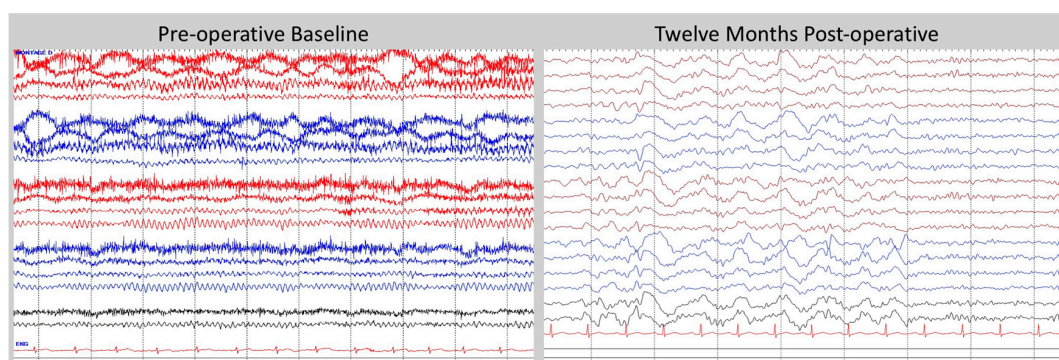 Pre-operative Baseline
Twelve Months Post-operative
MONTAGE D
EKG